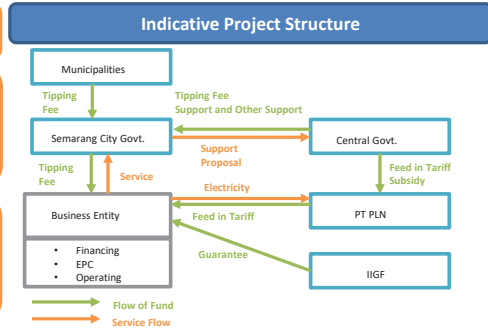 Indicative Project Structure
Municipalities
Tipping
Fee
Tipping Fee
Support and Other Support
Semarang City Govt.
Central Govt.
Support
Proposal
Tipping
Fee
Service
Feed in Tariff
Subsidy
Electricity
Business Entity
Feed in Tariff
PT PLN
• Financing
• EPC
• Operating
Guarantee
IIGF
Flow of Fund
Service Flow